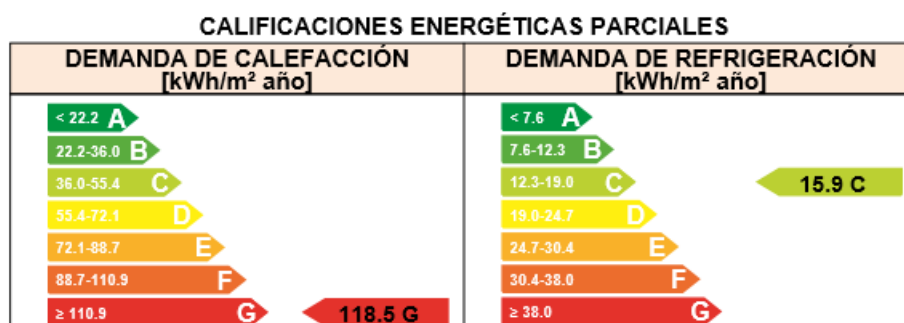 CALIFICACIONES ENERGÉTICAS PARCIALES
DEMANDA DE CALEFACCIÓN
[kWh/m² año]
< 22.2 A
22.2-36.0 B
36.0-55.4 C
55.4-72.1 D
72.1-88.7 E
88.7-110.9 F
≥ 110.9 G
118.5 G
DEMANDA DE REFRIGERACIÓN
[kWh/m² año]
< 7.6 A
7.6-12.3 B
12.3-19.0 C
15.9 C
19.0-24.7 D
24.7-30.4 E
30.4-38.0 F
≥ 38.0 G